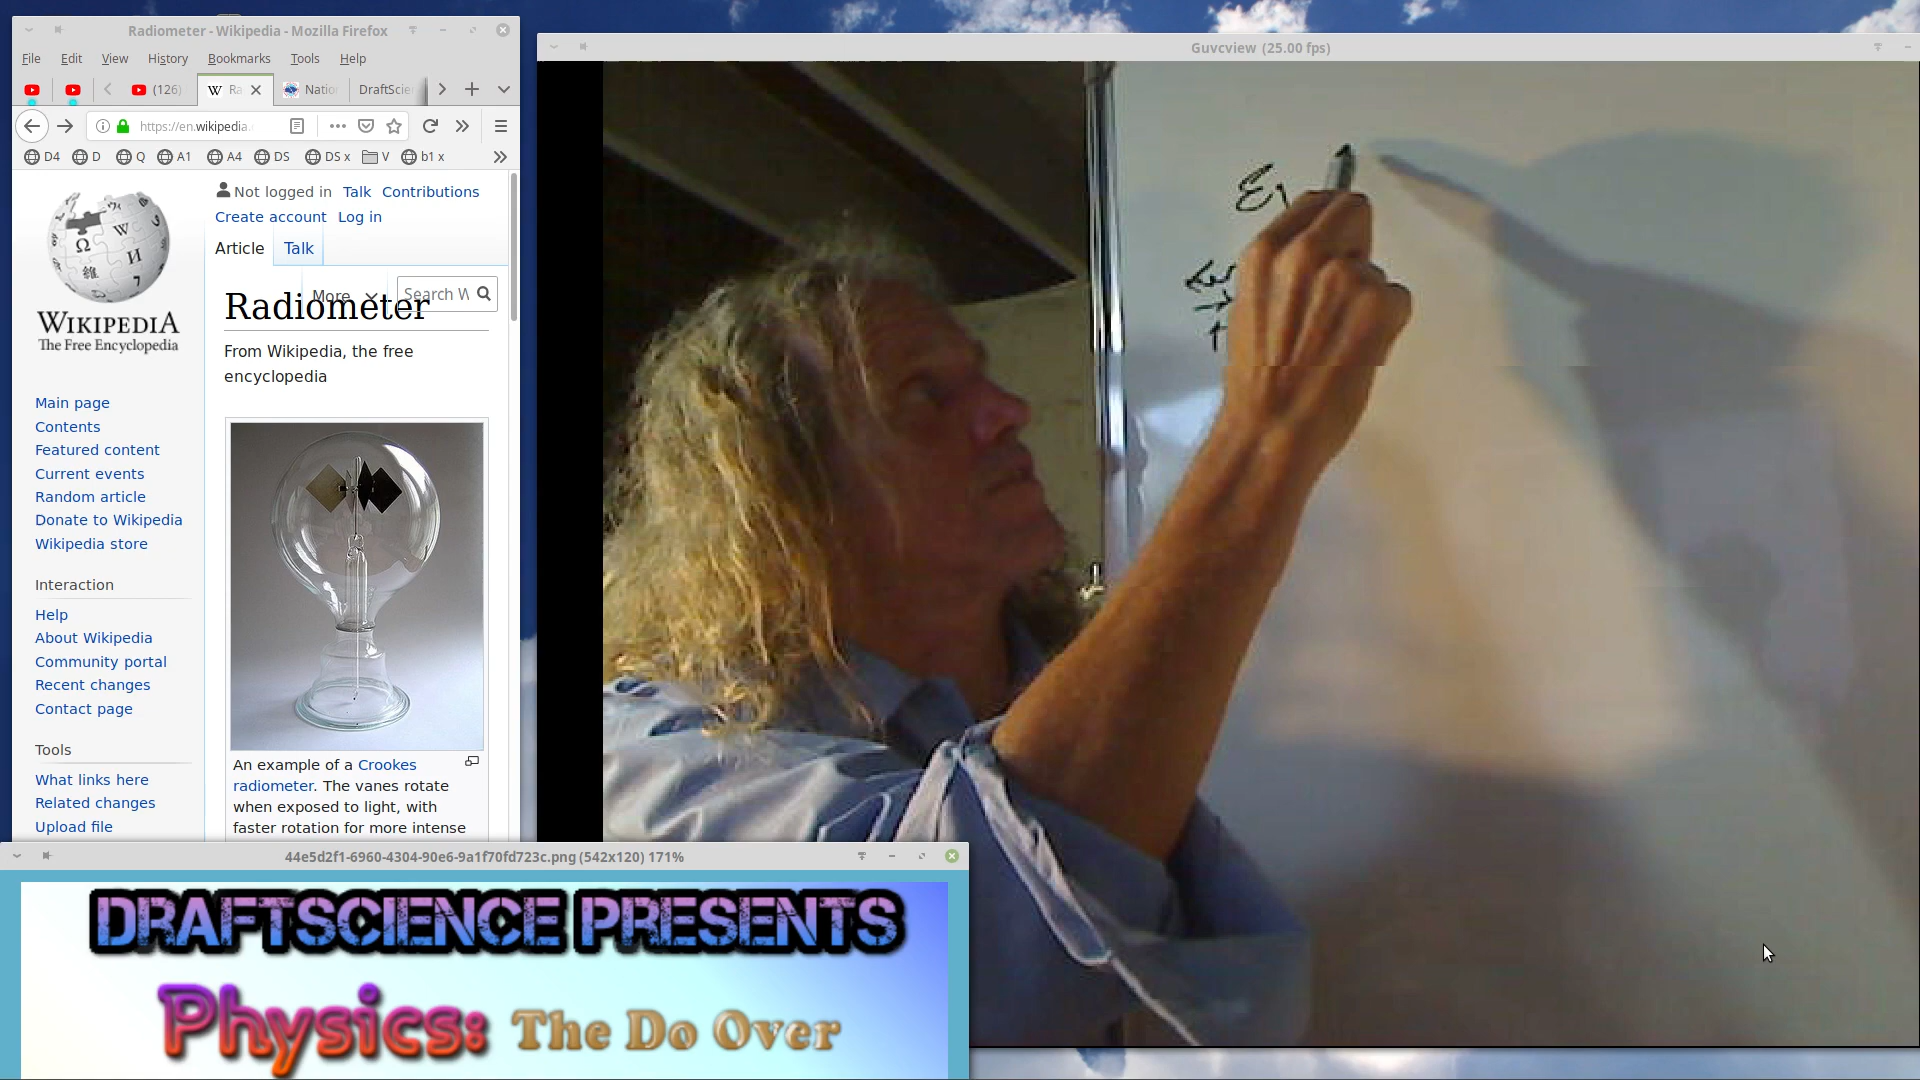 Radiometer - Wikipedia - Mozilla Firefox
File Edit View History Bookmarks Tools Help
(126)
W Ra
Natio
DraftScie
https://en.wikipedia.
D4 D Q A1 A4 DS DS x V b1 x
Not logged in Talk Contributions
Create account Log in
Article Talk
More
Search W
WIKIPEDIA
The Free Encyclopedia
Radiometer
From Wikipedia, the free
encyclopedia
Main page
Contents
Featured content
Current events
Random article
Donate to Wikipedia
Wikipedia store
Interaction
Help
About Wikipedia
Community portal
Recent changes
Contact page
Tools
What links here
Related changes
Upload file
An example of a Crookes
radiometer. The vanes rotate
when exposed to light, with
faster rotation for more intense
Guvcview (25.00 fps)
44e5d2f1-6960-4304-90e6-9a1f70fd723c.png (542x120) 171%
DRAFTSCIENCE PRESENTS
Physics: The Do Over